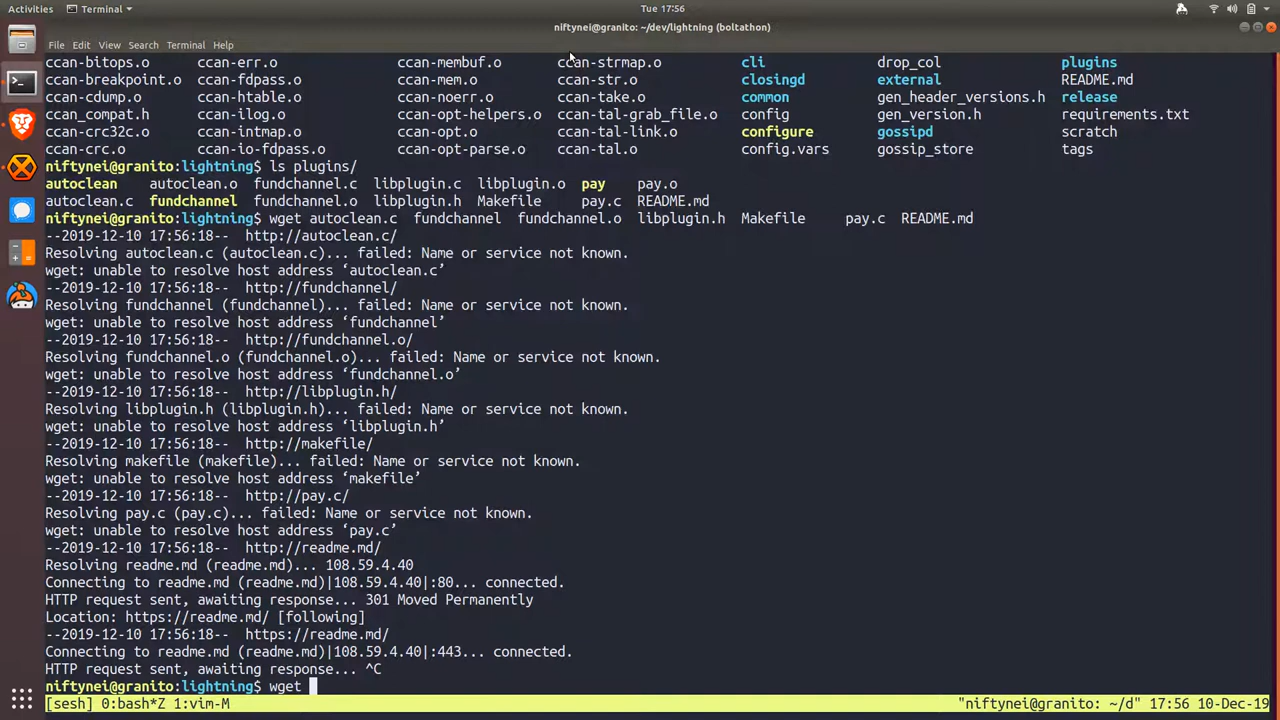 Activities Terminal Tue 17:56
niftynei@granito: ~/dev/lightning (boltathon)
File Edit View Search Terminal Help
ccan-bitops.o ccan-err.o ccan-membuf.o ccan-strmap.o cli drop_col plugins
ccan-breakpoint.o ccan-fdpass.o ccan-mem.o ccan-str.o closingd external README.md
ccan-cdump.o ccan-htable.o ccan-noerr.o ccan-take.o common gen_header_versions.h release
ccan_compat.h ccan-ilog.o ccan-opt-helpers.o ccan-tal-grab_file.o config gen_version.h requirements.txt
ccan-crc32c.o ccan-intmap.o ccan-opt.o ccan-tal-link.o configure gossipd scratch
ccan-crc.o ccan-io-fdpass.o ccan-opt-parse.o ccan-tal.o config.vars gossip_store tags
niftynei@granito:lightning$ ls plugins/
autoclean autoclean.o fundchannel.c libplugin.c libplugin.o pay pay.o
autoclean.c fundchannel fundchannel.o libplugin.h Makefile pay.c README.md
niftynei@granito:lightning$ wget autoclean.c fundchannel fundchannel.o libplugin.h Makefile pay.c README.md
--2019-12-10 17:56:18-- http://autoclean.c/
Resolving autoclean.c (autoclean.c)... failed: Name or service not known.
wget: unable to resolve host address ‘autoclean.c’
--2019-12-10 17:56:18-- http://fundchannel/
Resolving fundchannel (fundchannel)... failed: Name or service not known.
wget: unable to resolve host address ‘fundchannel’
--2019-12-10 17:56:18-- http://fundchannel.o/
Resolving fundchannel.o (fundchannel.o)... failed: Name or service not known.
wget: unable to resolve host address ‘fundchannel.o’
--2019-12-10 17:56:18-- http://libplugin.h/
Resolving libplugin.h (libplugin.h)... failed: Name or service not known.
wget: unable to resolve host address ‘libplugin.h’
--2019-12-10 17:56:18-- http://makefile/
Resolving makefile (makefile)... failed: Name or service not known.
wget: unable to resolve host address ‘makefile’
--2019-12-10 17:56:18-- http://pay.c/
Resolving pay.c (pay.c)... failed: Name or service not known.
wget: unable to resolve host address ‘pay.c’
--2019-12-10 17:56:18-- http://readme.md/
Resolving readme.md (readme.md)... 108.59.4.40
Connecting to readme.md (readme.md)|108.59.4.40|:80... connected.
HTTP request sent, awaiting response... 301 Moved Permanently
Location: https://readme.md/ [following]
--2019-12-10 17:56:18-- https://readme.md/
Connecting to readme.md (readme.md)|108.59.4.40|:443... connected.
HTTP request sent, awaiting response... ^C
niftynei@granito:lightning$ wget
[sesh] 0:bash*Z 1:vim-M "niftynei@granito: ~/d" 17:56 10-Dec-19